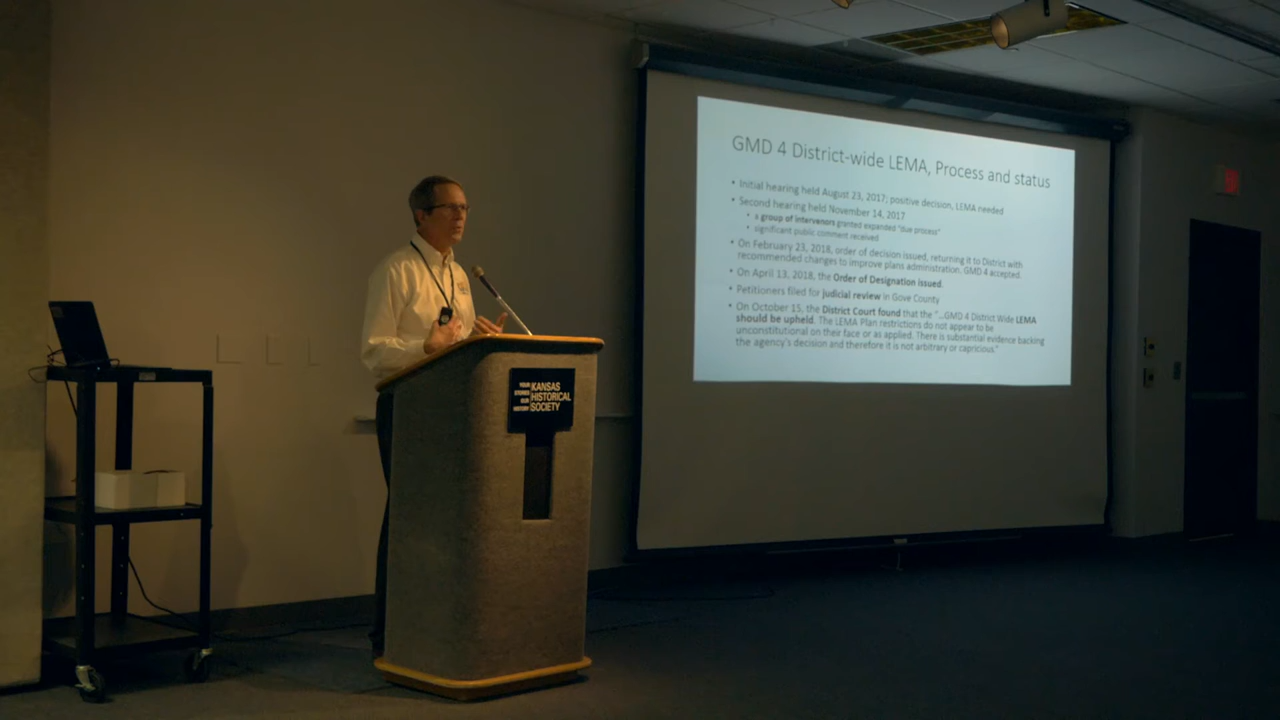 GMD 4 District-wide LEMA, Process and status
• Initial hearing held August 23, 2017; positive decision, LEMA needed
• Second hearing held November 14, 2017
• a group of intervenors granted expanded "due process"
• significant public comment received
• On February 23, 2018, order of decision issued, returning it to District with
recommended changes to improve plans administration. GMD 4 accepted.
• On April 13, 2018, the Order of Designation issued.
• Petitioners filed for judicial review in Gove County
• On October 15, the District Court found that the "...GMD 4 District Wide LEMA
should be upheld. The LEMA Plan restrictions do not appear to be
unconstitutional on their face or as applied. There is substantial evidence backing
the agency's decision and therefore it is not arbitrary or capricious"
YOUR
STORIES
OUR
HISTORY
KANSAS
HISTORICAL
SOCIETY